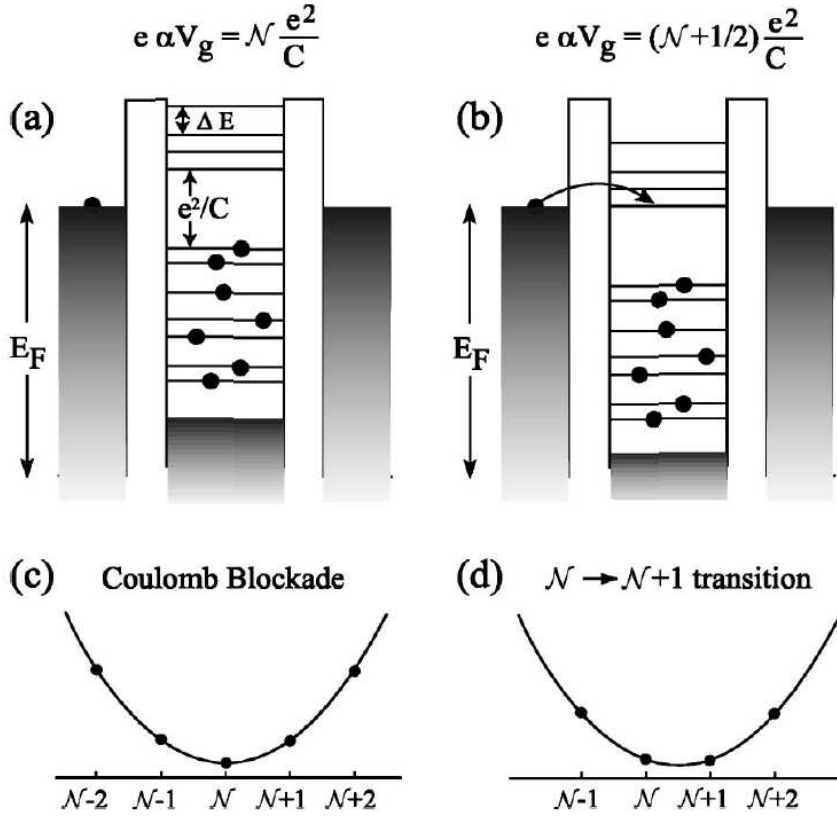 e αV_g = 𝒩 e²/C
e αV_g = (𝒩+1/2) e²/C
(a)
ΔE
e²/C
E_F
(b)
E_F
(c) Coulomb Blockade
𝒩-2 𝒩-1 𝒩 𝒩+1 𝒩+2
(d) 𝒩 → 𝒩+1 transition
𝒩-1 𝒩 𝒩+1 𝒩+2